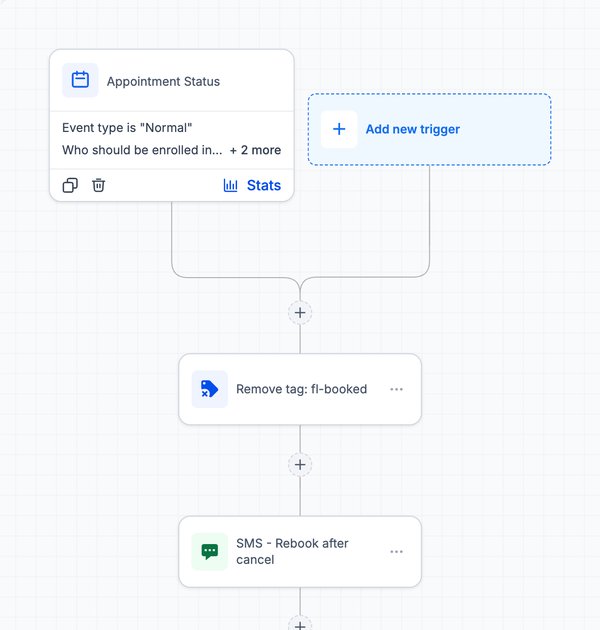 Appointment Status
Event type is "Normal"
Who should be enrolled in... + 2 more
Stats
Add new trigger
Remove tag: fl-booked
SMS - Rebook after
cancel